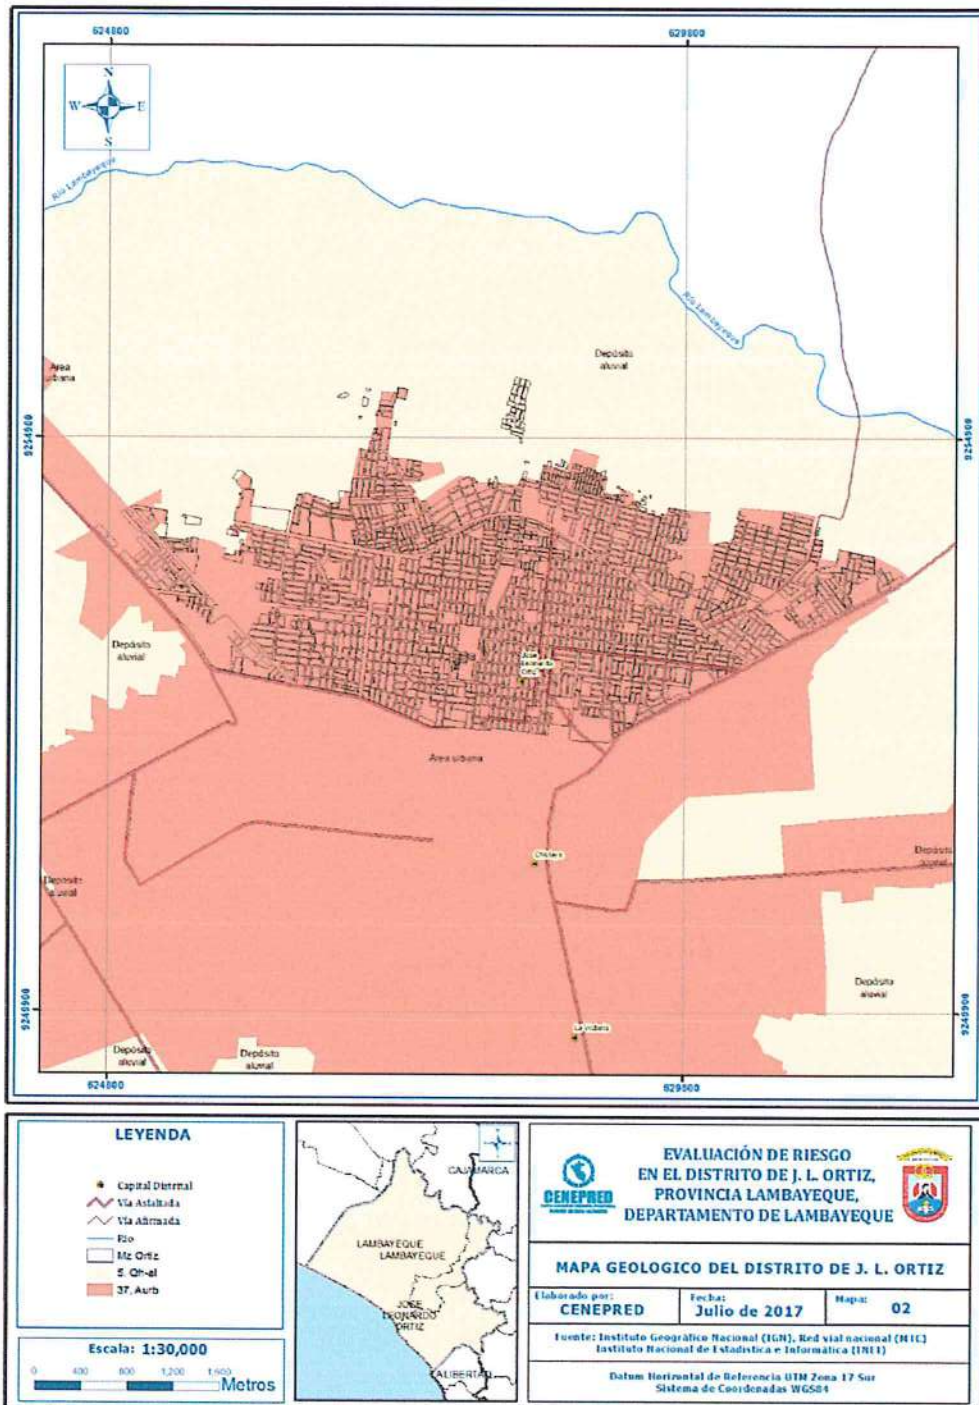 624800
629800
N
W
E
S
Río Lambayeque
Río Lambayeque
Depósito
aluvial
Area
urbana
9254900
9254900
Depósito
aluvial
Jose
Leonardo
Ortiz
Area urbana
Chiclayo
Depósito
aluvial
Depósito
aluvial
Depósito
aluvial
9249900
9249900
La Victoria
Depósito
aluvial
Depósito
aluvial
624800
629800
LEYENDA
Capital Distrital
Vía Asfaltada
Vía Afirmada
Río
Mz Ortiz
5, Qh-al
37, Aurb
Escala: 1:30,000
0 400 800 1,200 1,600
Metros
CAJAMARCA
LAMBAYEQUE
LAMBAYEQUE
JOSE
LEONARDO
ORTIZ
LA LIBERTAD
CENEPRED
EVALUACIÓN DE RIESGO
EN EL DISTRITO DE J. L. ORTIZ,
PROVINCIA LAMBAYEQUE,
DEPARTAMENTO DE LAMBAYEQUE
MAPA GEOLOGICO DEL DISTRITO DE J. L. ORTIZ
Elaborado por:
CENEPRED
Fecha:
Julio de 2017
Mapa:
02
Fuente: Instituto Geográfico Nacional (IGN), Red vial nacional (MTC)
Instituto Nacional de Estadística e Informática (INEI)
Datum Horizontal de Referencia UTM Zona 17 Sur
Sistema de Coordenadas WGS84